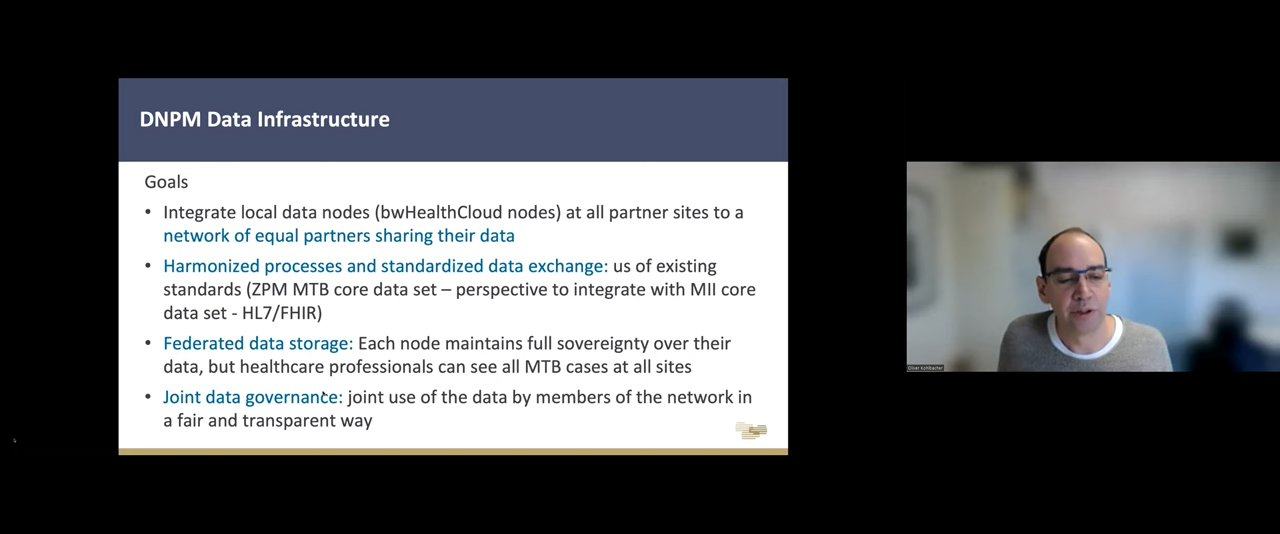 DNPM Data Infrastructure
Goals
• Integrate local data nodes (bwHealthCloud nodes) at all partner sites to a
network of equal partners sharing their data
• Harmonized processes and standardized data exchange: us of existing
standards (ZPM MTB core data set – perspective to integrate with MII core
data set - HL7/FHIR)
• Federated data storage: Each node maintains full sovereignty over their
data, but healthcare professionals can see all MTB cases at all sites
• Joint data governance: joint use of the data by members of the network in
a fair and transparent way
Oliver Kohlbacher